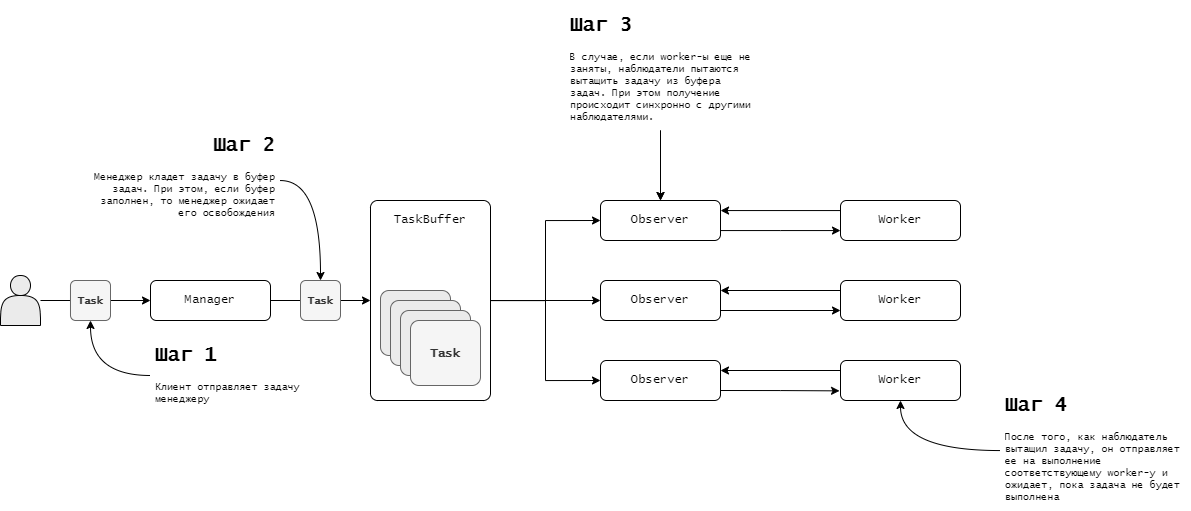 Шаг 3
В случае, если worker-ы еще не
заняты, наблюдатели пытаются
вытащить задачу из буфера
задач. При этом получение
происходит синхронно с другими
наблюдателями.
Шаг 2
Менеджер кладет задачу в буфер
задач. При этом, если буфер
заполнен, то менеджер ожидает
его освобождения
TaskBuffer
Observer
Worker
Task
Manager
Task
Observer
Worker
Task
Шаг 1
Клиент отправляет задачу
менеджеру
Observer
Worker
Шаг 4
После того, как наблюдатель
вытащил задачу, он отправляет
ее на выполнение
соответствующему worker-у и
ожидает, пока задача не будет
выполнена